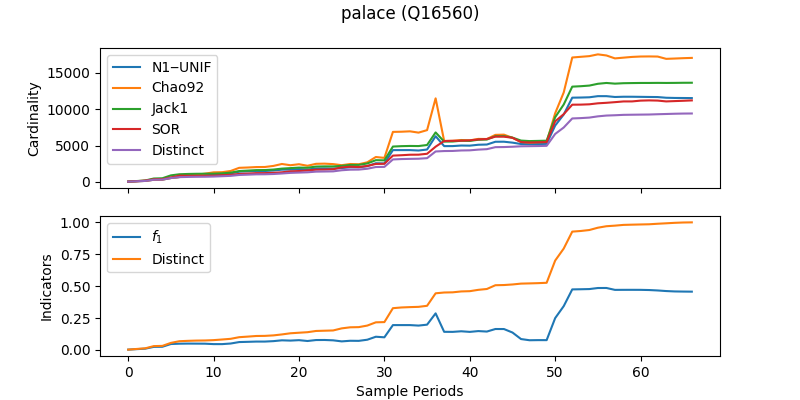 palace (Q16560)
Cardinality
15000
10000
5000
0
N1−UNIF
Chao92
Jack1
SOR
Distinct
Indicators
1.00
0.75
0.50
0.25
0.00
f1
Distinct
0 10 20 30 40 50 60
Sample Periods